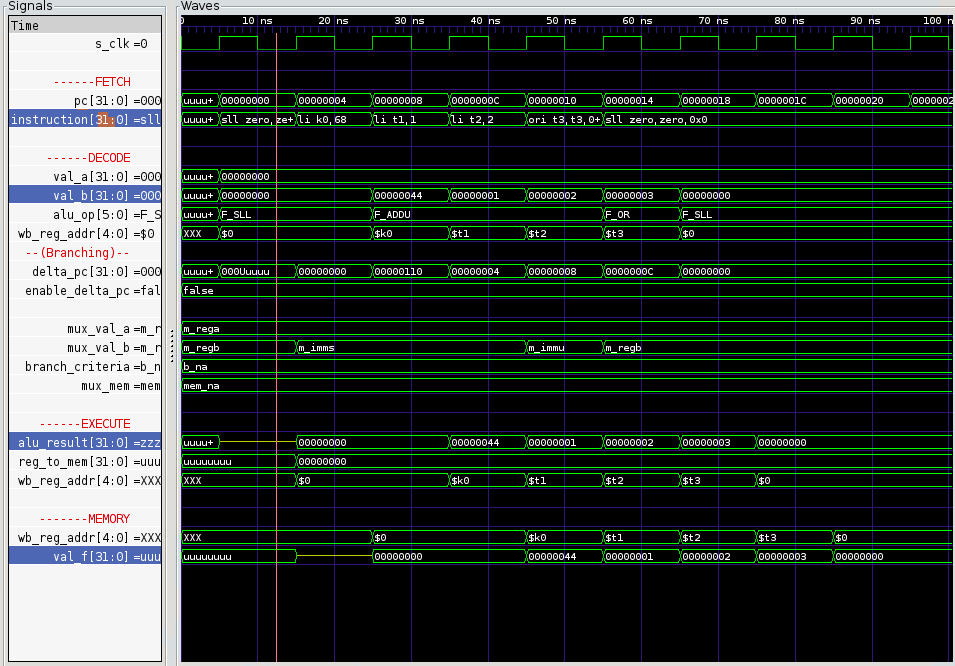 Signals
Waves
Time
0 10 ns 20 ns 30 ns 40 ns 50 ns 60 ns 70 ns 80 ns 90 ns 100 ns
s_clk =0
------FETCH
pc[31:0] =000 uuuu+ 00000000 00000004 00000008 0000000C 00000010 00000014 00000018 0000001C 00000020 0000002
instruction[31:0] =sll uuuu+ sll zero,ze+ li k0,68 li t1,1 li t2,2 ori t3,t3,0+ sll zero,zero,0x0
------DECODE
val_a[31:0] =000 uuuu+ 00000000
val_b[31:0] =000 uuuu+ 00000000 00000044 00000001 00000002 00000003 00000000
alu_op[5:0] =F_S uuuu+ F_SLL F_ADDU F_OR F_SLL
wb_reg_addr[4:0] =$0 XXX $0 $k0 $t1 $t2 $t3 $0
--(Branching)--
delta_pc[31:0] =000 uuuu+ 000Uuuuu 00000000 00000110 00000004 00000008 0000000C 00000000
enable_delta_pc =fal false
mux_val_a =m_r m_rega
mux_val_b =m_r m_regb m_imms m_immu m_regb
branch_criteria =b_n b_na
mux_mem =mem mem_na
------EXECUTE
alu_result[31:0] =zzz uuuu+ 00000000 00000044 00000001 00000002 00000003 00000000
reg_to_mem[31:0] =uuu uuuuuuuu 00000000
wb_reg_addr[4:0] =XXX XXX $0 $k0 $t1 $t2 $t3 $0
-------MEMORY
wb_reg_addr[4:0] =XXX XXX $0 $k0 $t1 $t2 $t3 $0
val_f[31:0] =uuu uuuuuuuu 00000000 00000044 00000001 00000002 00000003 00000000